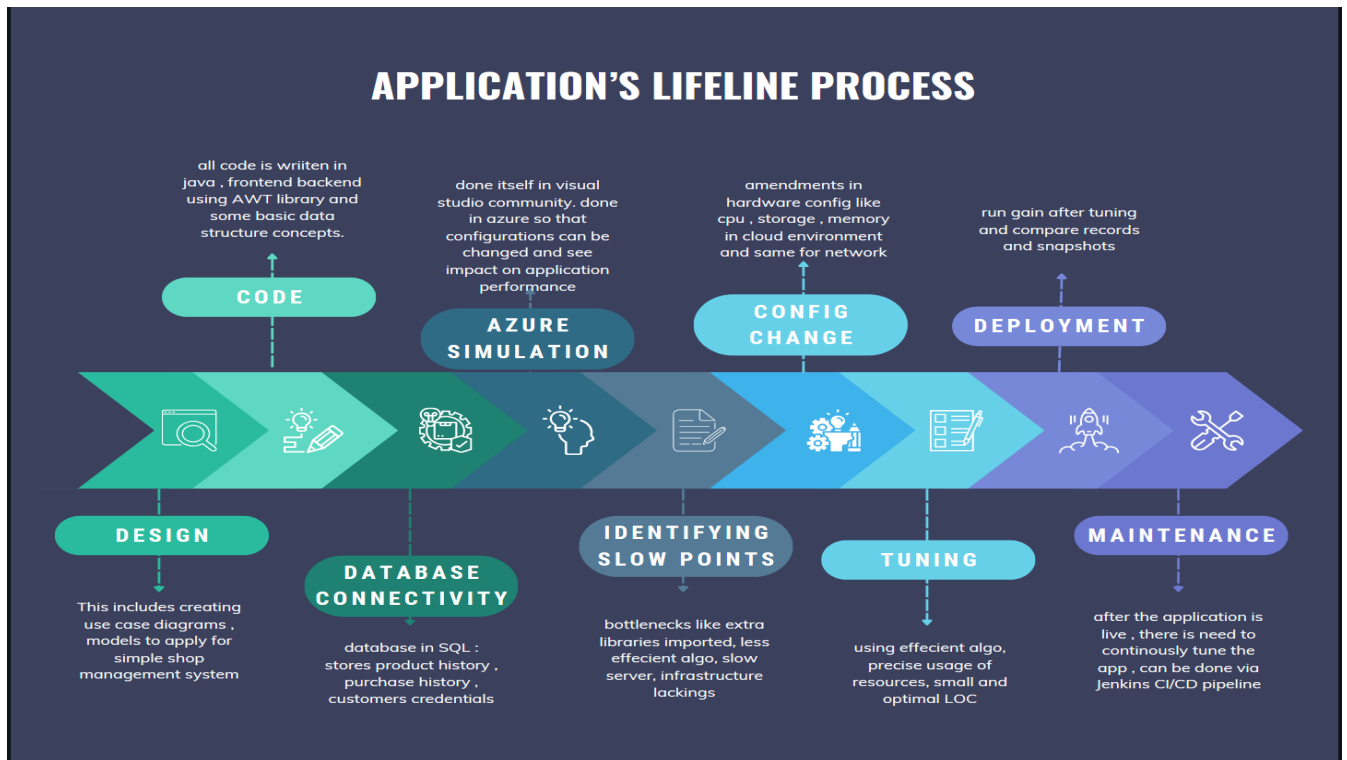 APPLICATION'S LIFELINE PROCESS
all code is wriiten in
java , frontend backend
using AWT library and
some basic data
structure concepts.
CODE
done itself in visual
studio community. done
in azure so that
configurations can be
changed and see
impact on application
performance
AZURE
SIMULATION
amendments in
hardware config like
cpu , storage , memory
in cloud environment
and same for network
CONFIG
CHANGE
run gain after tuning
and compare records
and snapshots
DEPLOYMENT
DESIGN
This includes creating
use case diagrams ,
models to apply for
simple shop
management system
DATABASE
CONNECTIVITY
database in SQL :
stores product history ,
purchase history ,
customers credentials
IDENTIFYING
SLOW POINTS
bottlenecks like extra
libraries imported, less
effecient algo, slow
server, infrastructure
lackings
TUNING
using effecient algo,
precise usage of
resources, small and
optimal LOC
MAINTENANCE
after the application is
live , there is need to
continously tune the
app , can be done via
Jenkins CI/CD pipeline